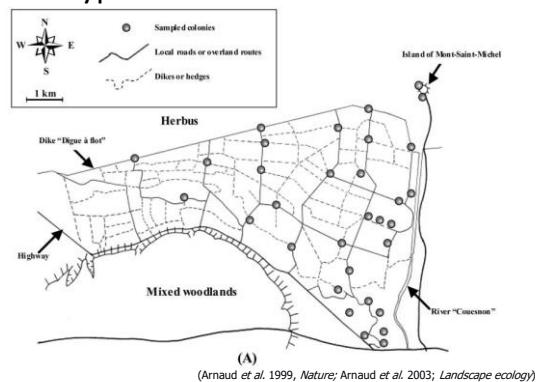 N
W E
S
1 km
Sampled colonies
Local roads or overland routes
Dikes or hedges
Island of Mont-Saint-Michel
Herbus
Dike "Digue à flot"
Highway
Mixed woodlands
River "Couesnon"
(A)
(Arnaud et al. 1999, Nature; Arnaud et al. 2003; Landscape ecology)